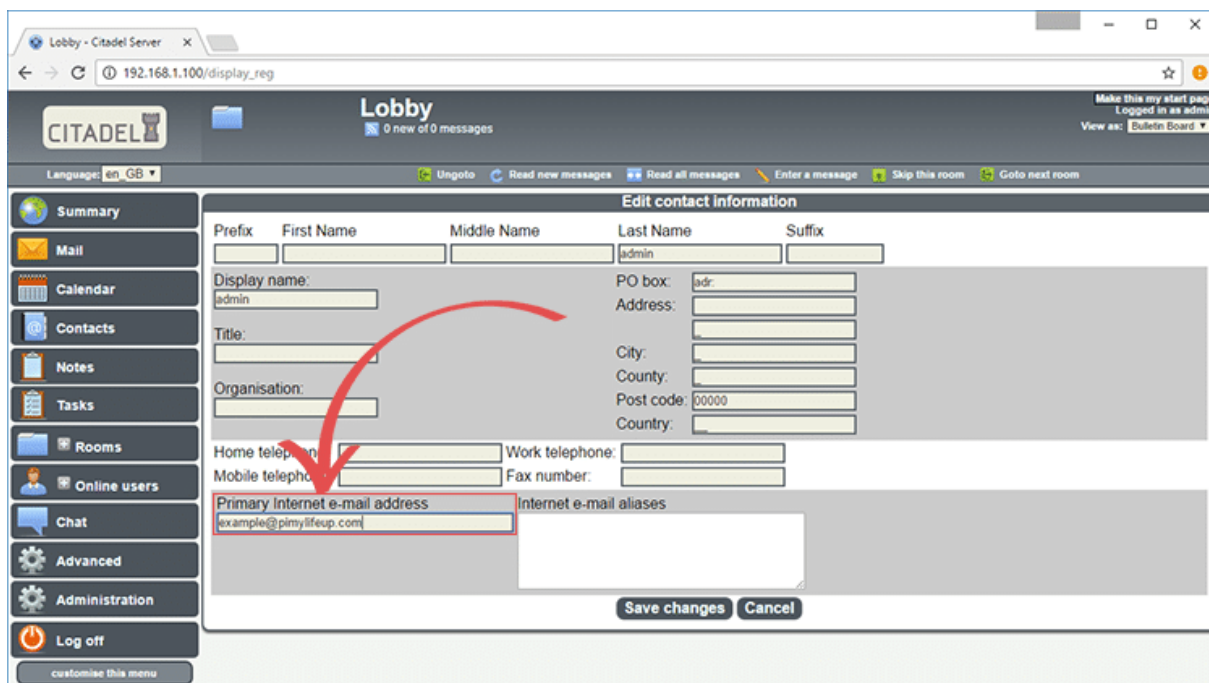 Lobby - Citadel Server
192.168.1.100/display_reg
CITADEL
Lobby
0 new of 0 messages
Make this my start page
Logged in as admin
View as: Bulletin Board
Language: en_GB
Ungoto Read new messages Read all messages Enter a message Skip this room Goto next room
Summary
Mail
Calendar
Contacts
Notes
Tasks
Rooms
Online users
Chat
Advanced
Administration
Log off
customise this menu
Edit contact information
Prefix First Name Middle Name Last Name Suffix
admin
Display name:
admin
Title:
Organisation:
PO box: adr:
Address:
_
City: _
County: _
Post code: 00000
Country: __
Home telephone: Work telephone:
Mobile telephone: Fax number:
Primary Internet e-mail address Internet e-mail aliases
example@pimylifeup.com
Save changes Cancel